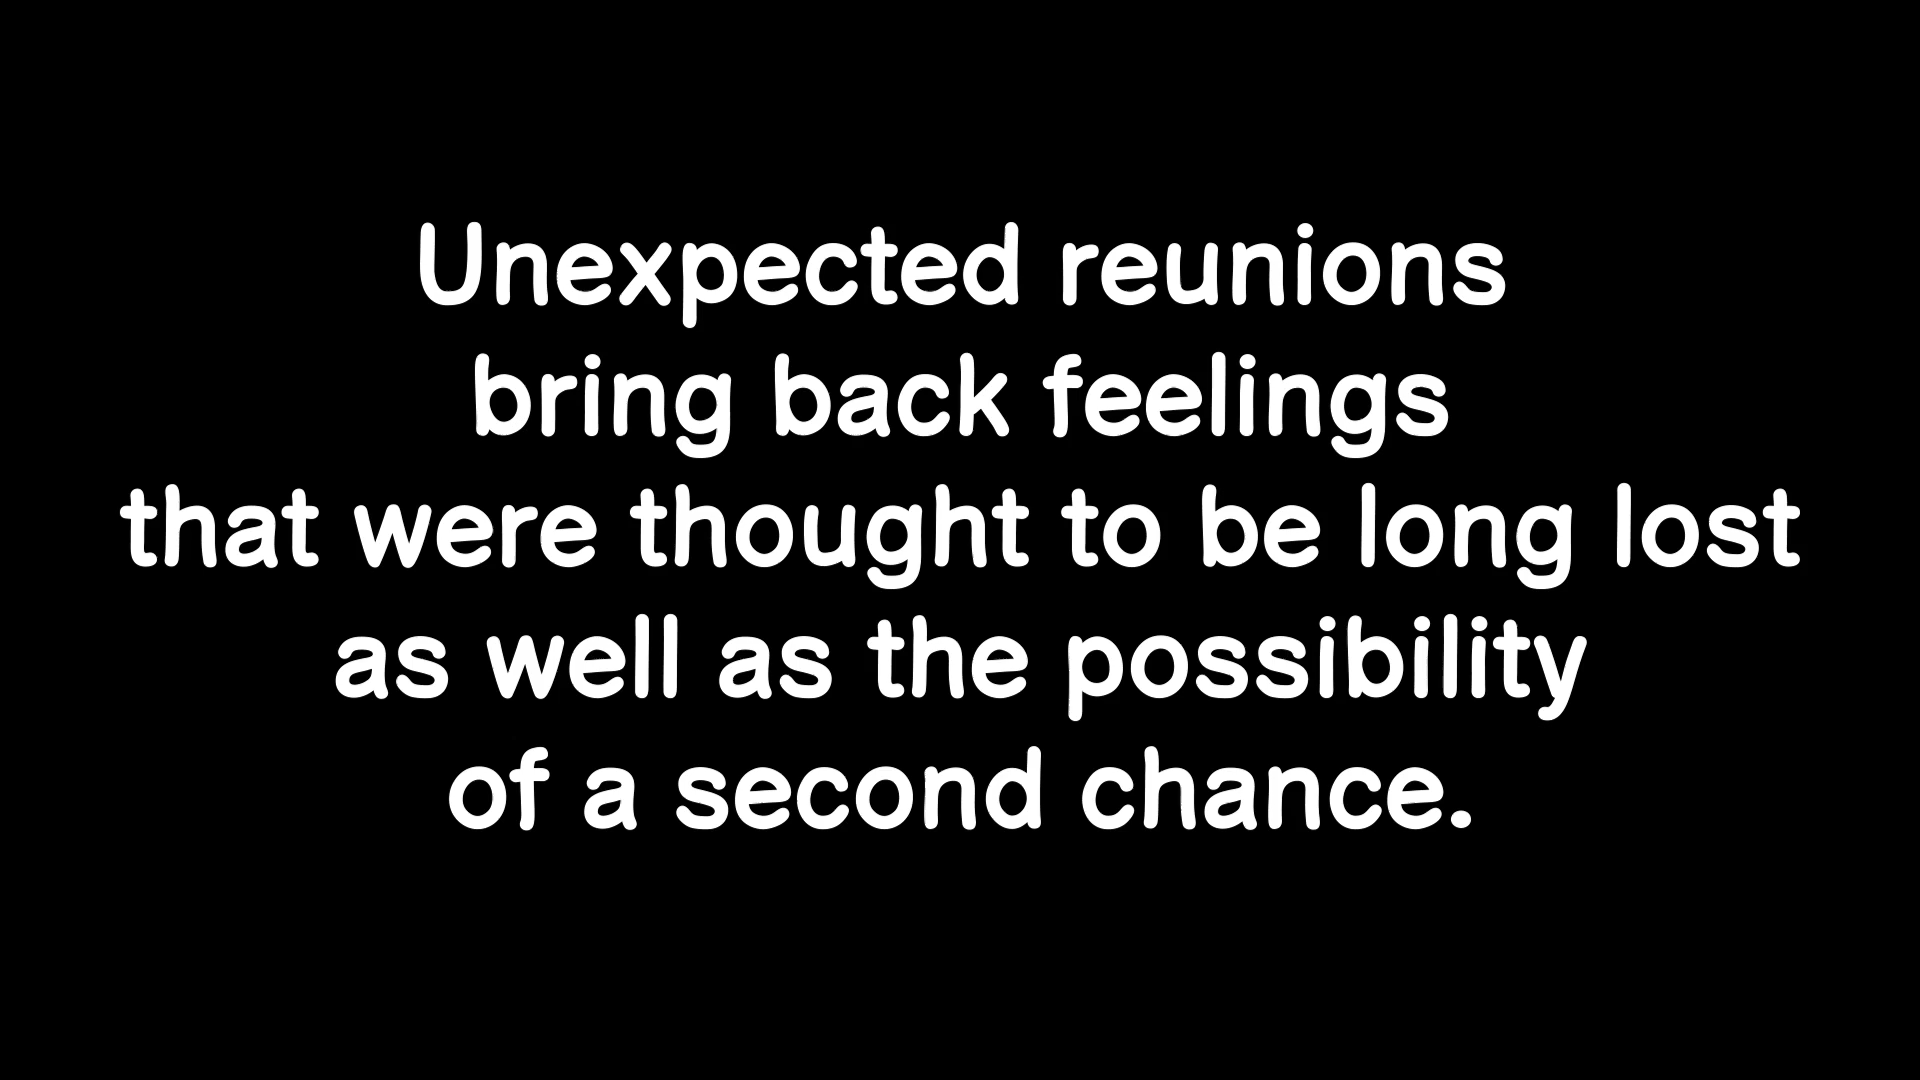 Unexpected reunions
bring back feelings
that were thought to be long lost
as well as the possibility
of a second chance.